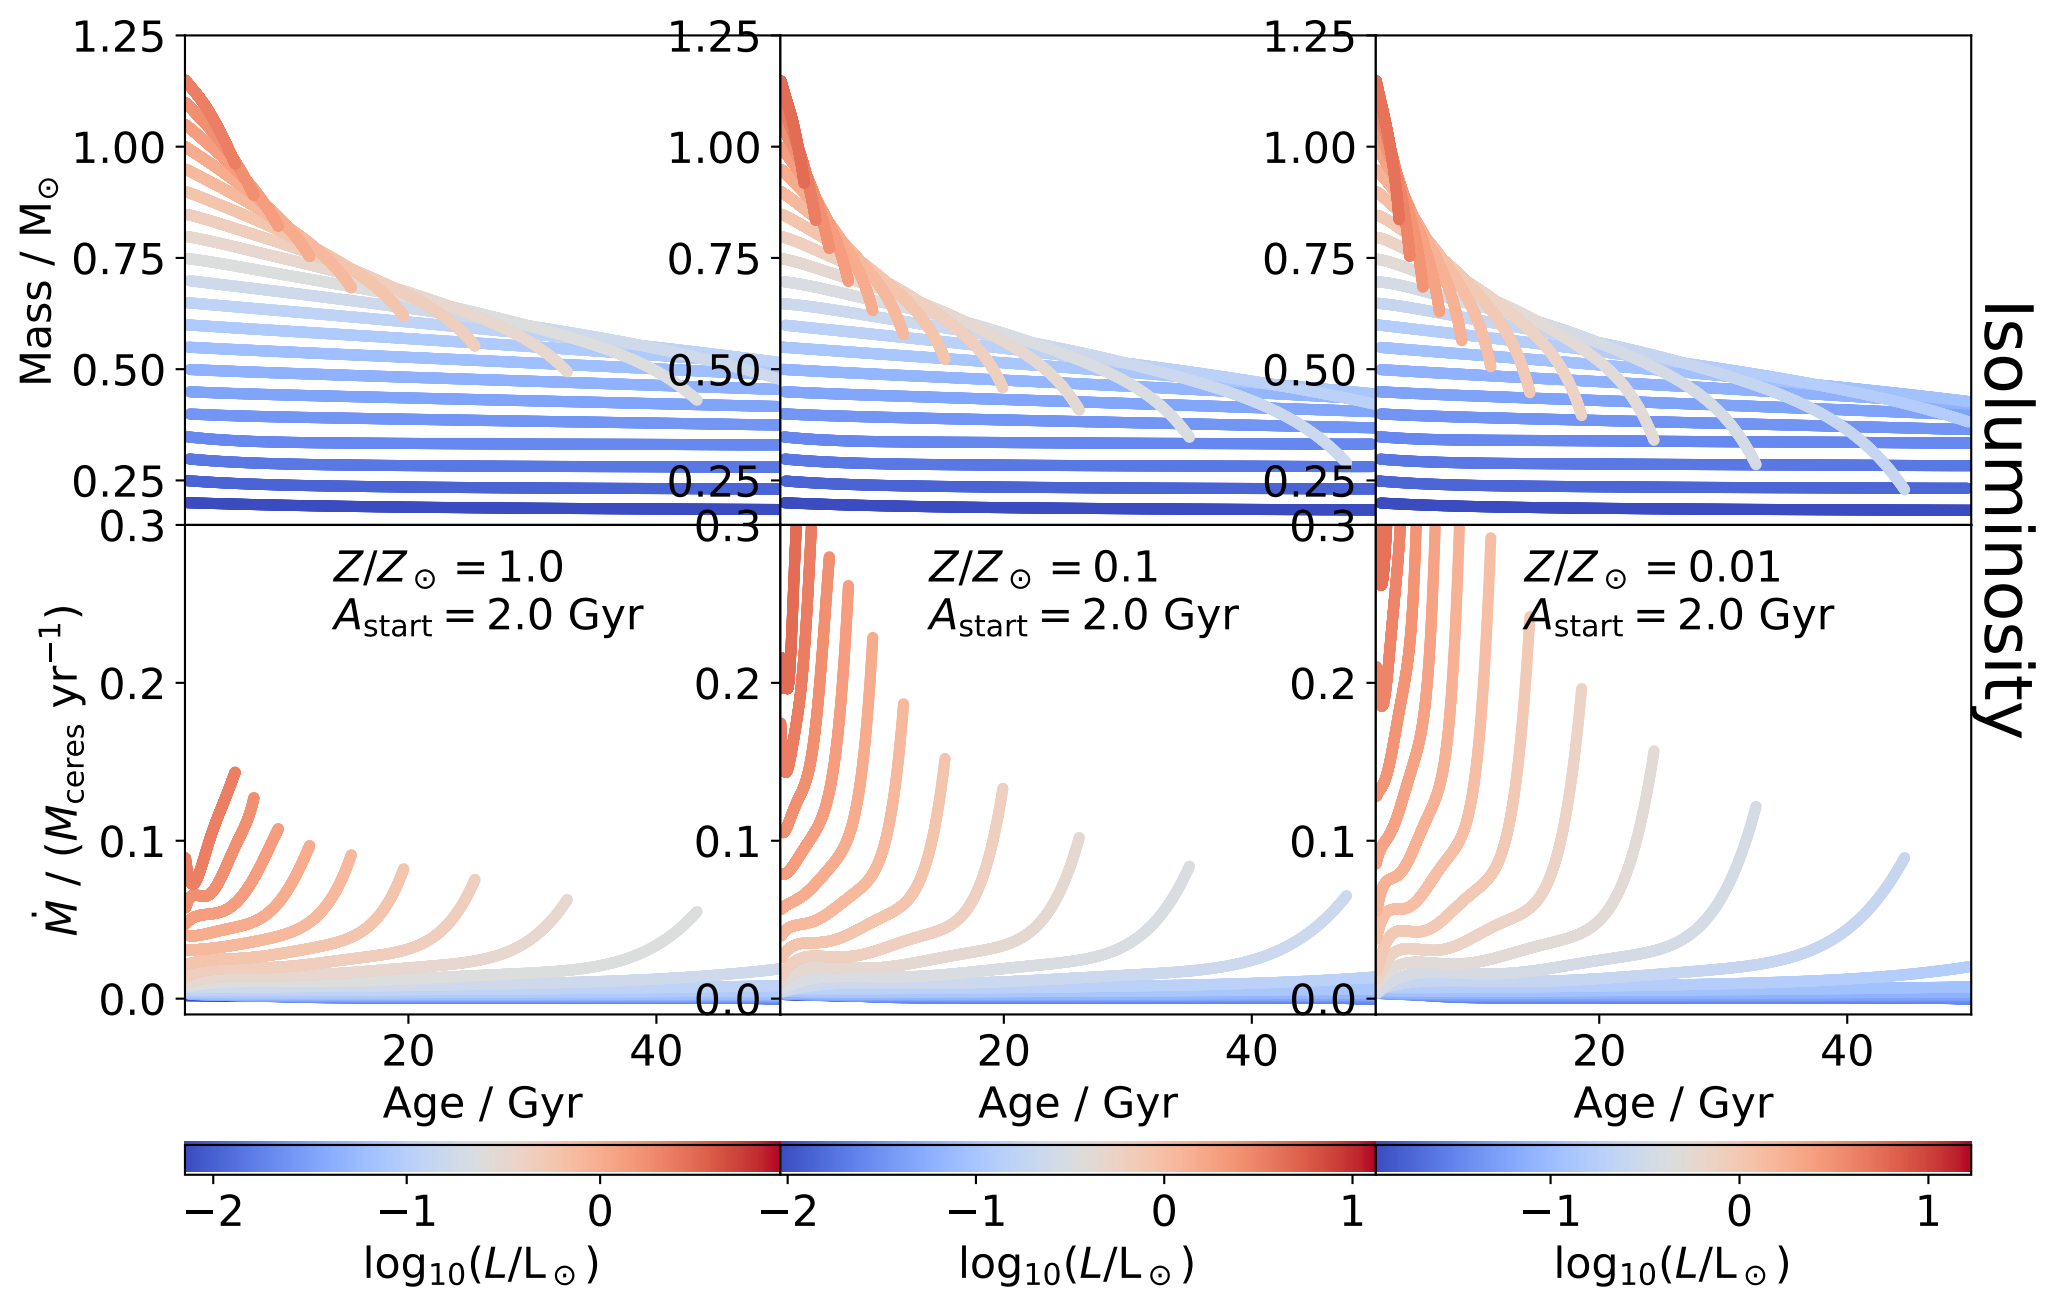 1.25
1.00
0.75
0.50
0.25
Mass / M⊙
1.25
1.00
0.75
0.50
0.25
1.25
1.00
0.75
0.50
0.25
Isoluminosity
0.3
0.2
0.1
0.0
Ṁ / (M_ceres yr⁻¹)
Z/Z⊙ = 1.0
A_start = 2.0 Gyr
0.3
0.2
0.1
0.0
Z/Z⊙ = 0.1
A_start = 2.0 Gyr
0.3
0.2
0.1
0.0
Z/Z⊙ = 0.01
A_start = 2.0 Gyr
20 40
Age / Gyr
20 40
Age / Gyr
20 40
Age / Gyr
−2 −1 0
log₁₀(L/L⊙)
−2 −1 0 1
log₁₀(L/L⊙)
−1 0 1
log₁₀(L/L⊙)